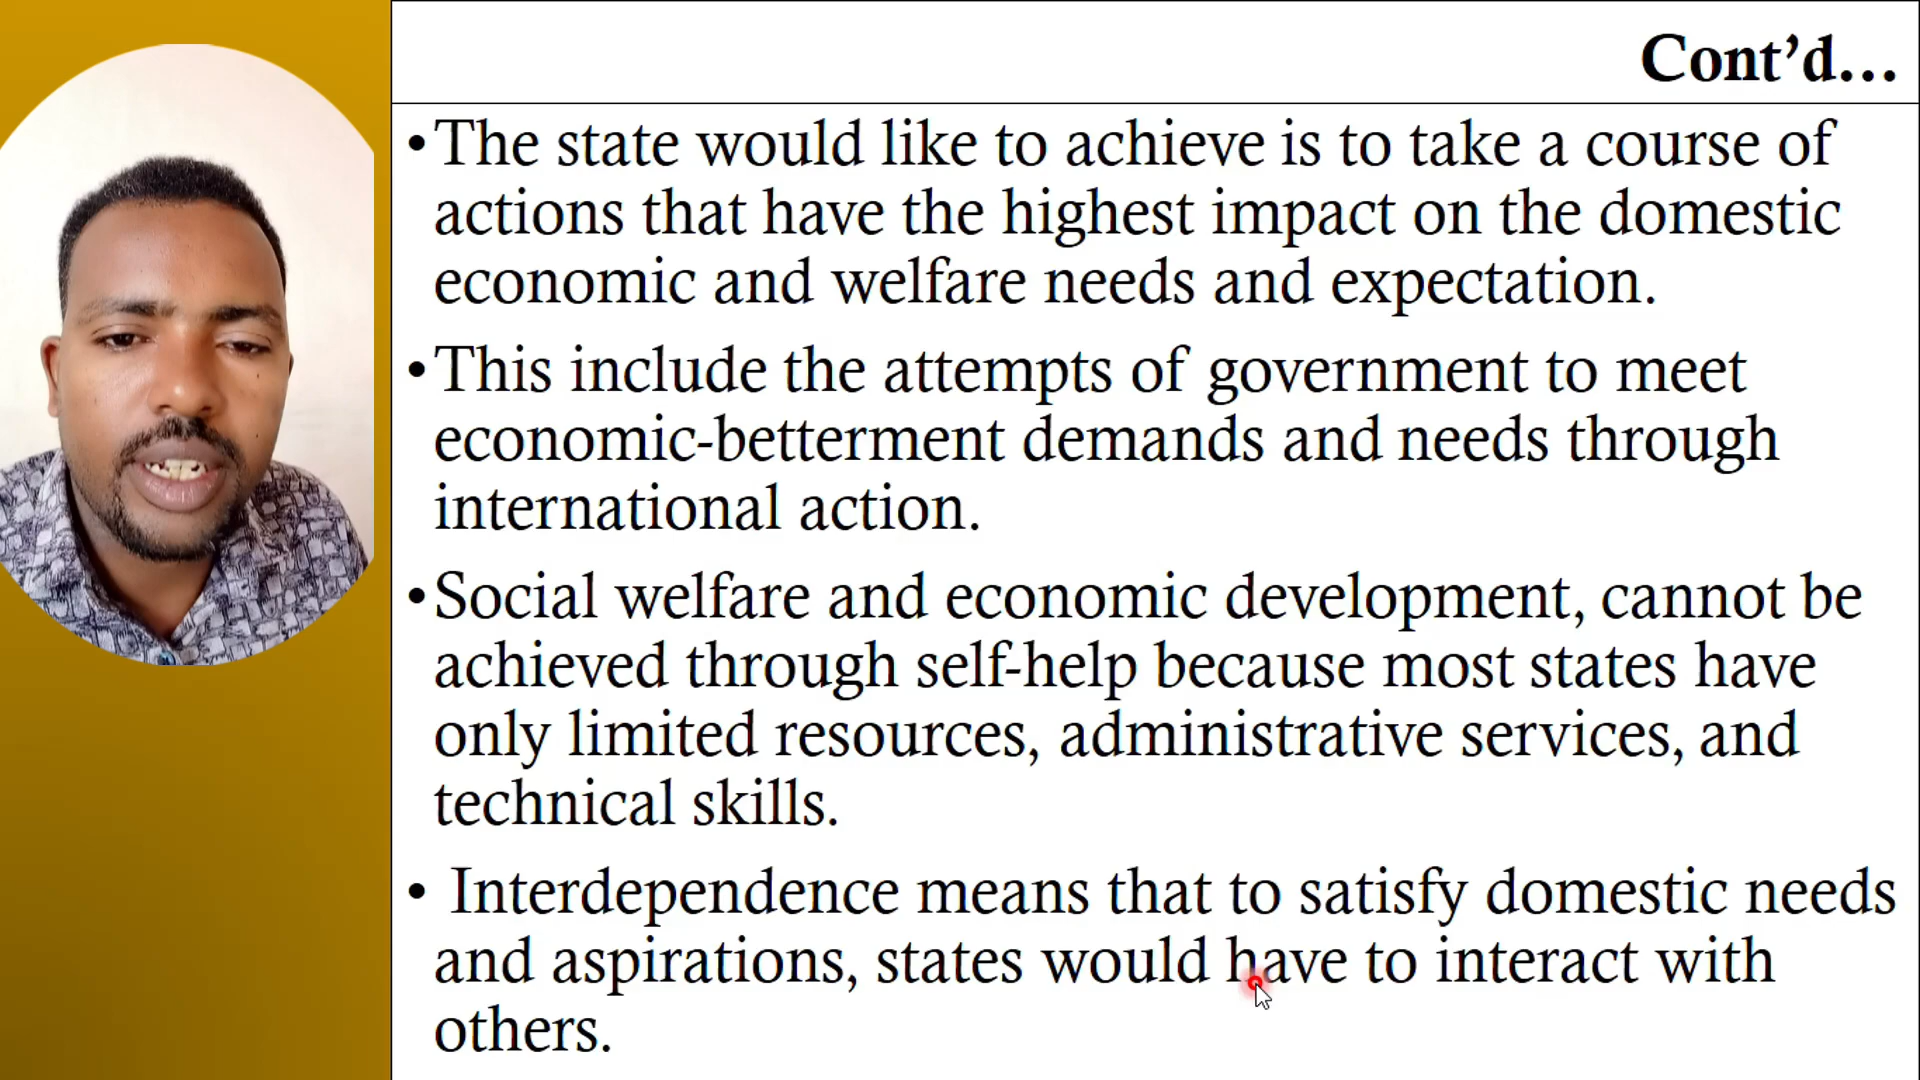 Cont’d…
•The state would like to achieve is to take a course of
actions that have the highest impact on the domestic
economic and welfare needs and expectation.
•This include the attempts of government to meet
economic-betterment demands and needs through
international action.
•Social welfare and economic development, cannot be
achieved through self-help because most states have
only limited resources, administrative services, and
technical skills.
• Interdependence means that to satisfy domestic needs
and aspirations, states would have to interact with
others.